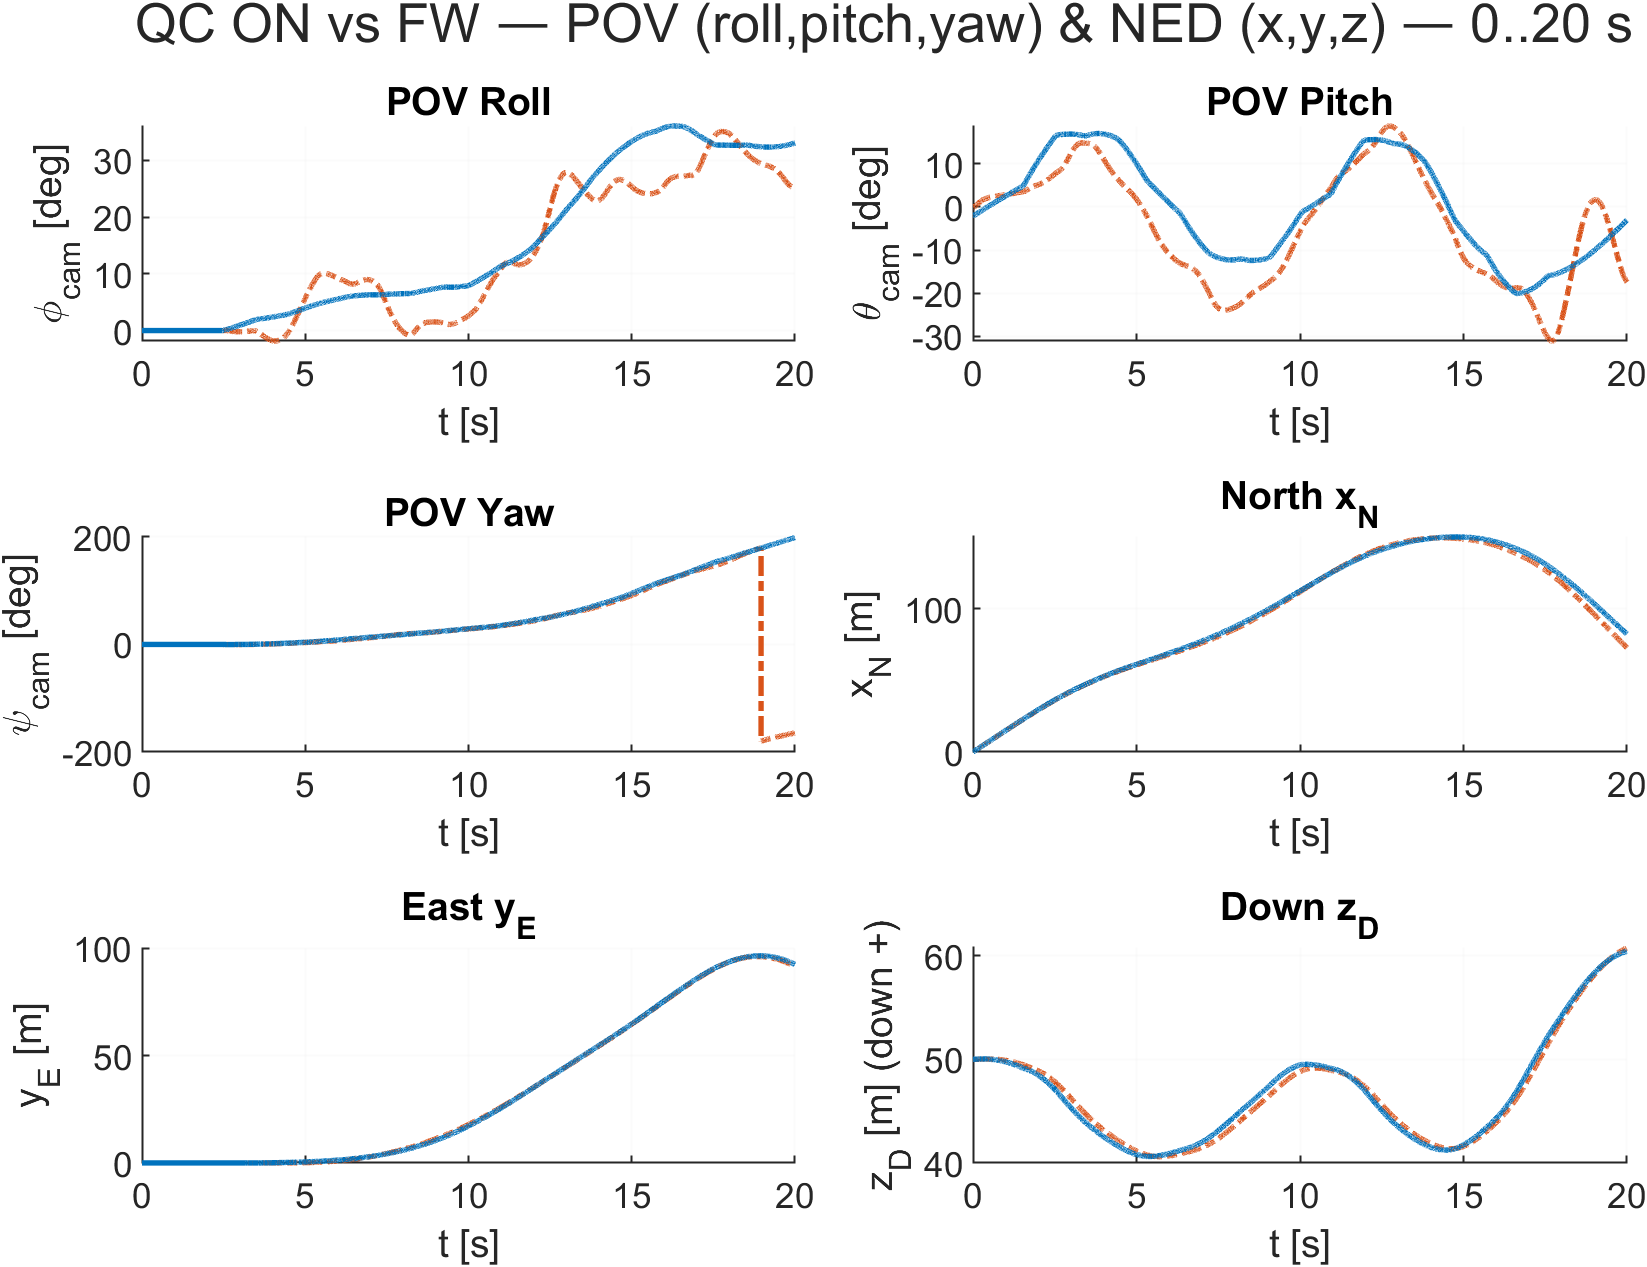 QC ON vs FW — POV (roll,pitch,yaw) & NED (x,y,z) — 0..20 s
POV Roll
ϕcam [deg]
30
20
10
0
0 5 10 15 20
t [s]
POV Pitch
θcam [deg]
10
0
-10
-20
-30
0 5 10 15 20
t [s]
POV Yaw
ψcam [deg]
200
0
-200
0 5 10 15 20
t [s]
North xN
xN [m]
100
0
0 5 10 15 20
t [s]
East yE
yE [m]
100
50
0
0 5 10 15 20
t [s]
Down zD
zD [m] (down +)
60
50
40
0 5 10 15 20
t [s]